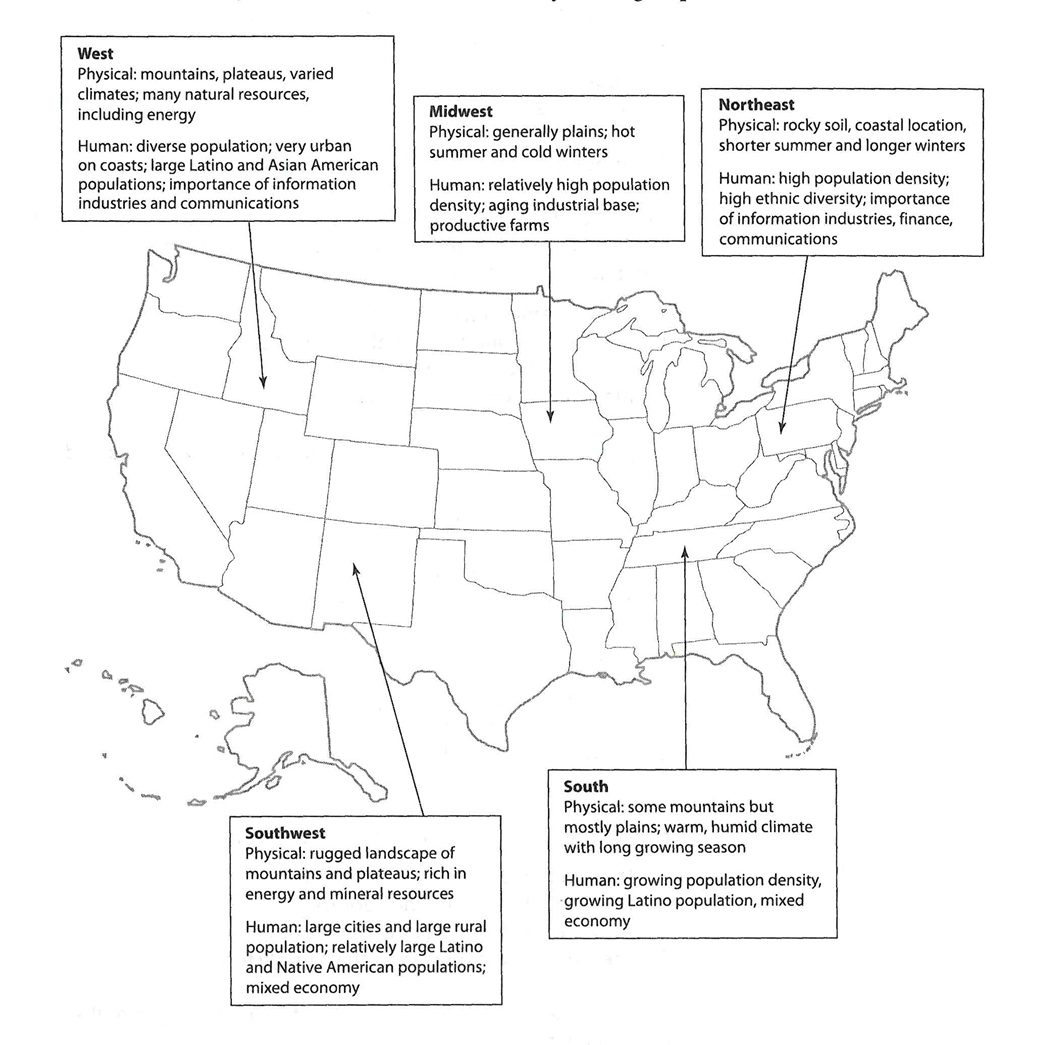 West
Physical: mountains, plateaus, varied
climates; many natural resources,
including energy
Human: diverse population; very urban
on coasts; large Latino and Asian American
populations; importance of information
industries and communications
Midwest
Physical: generally plains; hot
summer and cold winters
Human: relatively high population
density; aging industrial base;
productive farms
Northeast
Physical: rocky soil, coastal location,
shorter summer and longer winters
Human: high population density;
high ethnic diversity; importance
of information industries, finance,
communications
Southwest
Physical: rugged landscape of
mountains and plateaus; rich in
energy and mineral resources
Human: large cities and large rural
population; relatively large Latino
and Native American populations;
mixed economy
South
Physical: some mountains but
mostly plains; warm, humid climate
with long growing season
Human: growing population density,
growing Latino population, mixed
economy